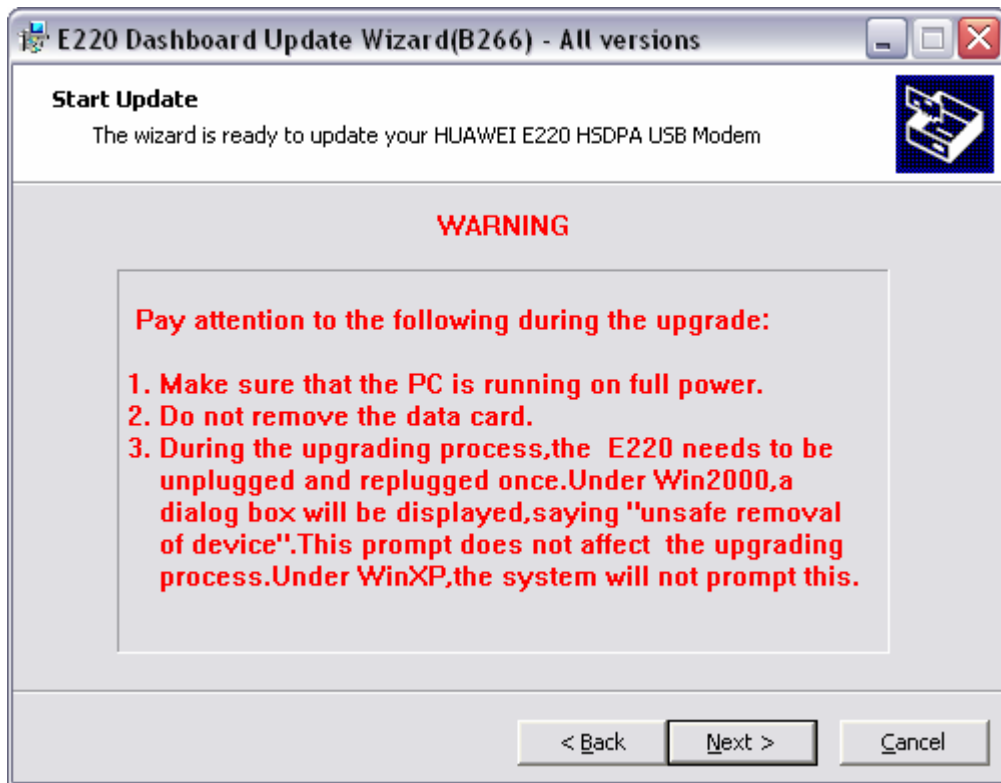 E220 Dashboard Update Wizard(B266) - All versions
Start Update
The wizard is ready to update your HUAWEI E220 HSDPA USB Modem
WARNING
Pay attention to the following during the upgrade:
1. Make sure that the PC is running on full power.
2. Do not remove the data card.
3. During the upgrading process,the  E220 needs to be
unplugged and replugged once.Under Win2000,a
dialog box will be displayed,saying "unsafe removal
of device".This prompt does not affect  the upgrading
process.Under WinXP,the system will not prompt this.
< Back
Next >
Cancel